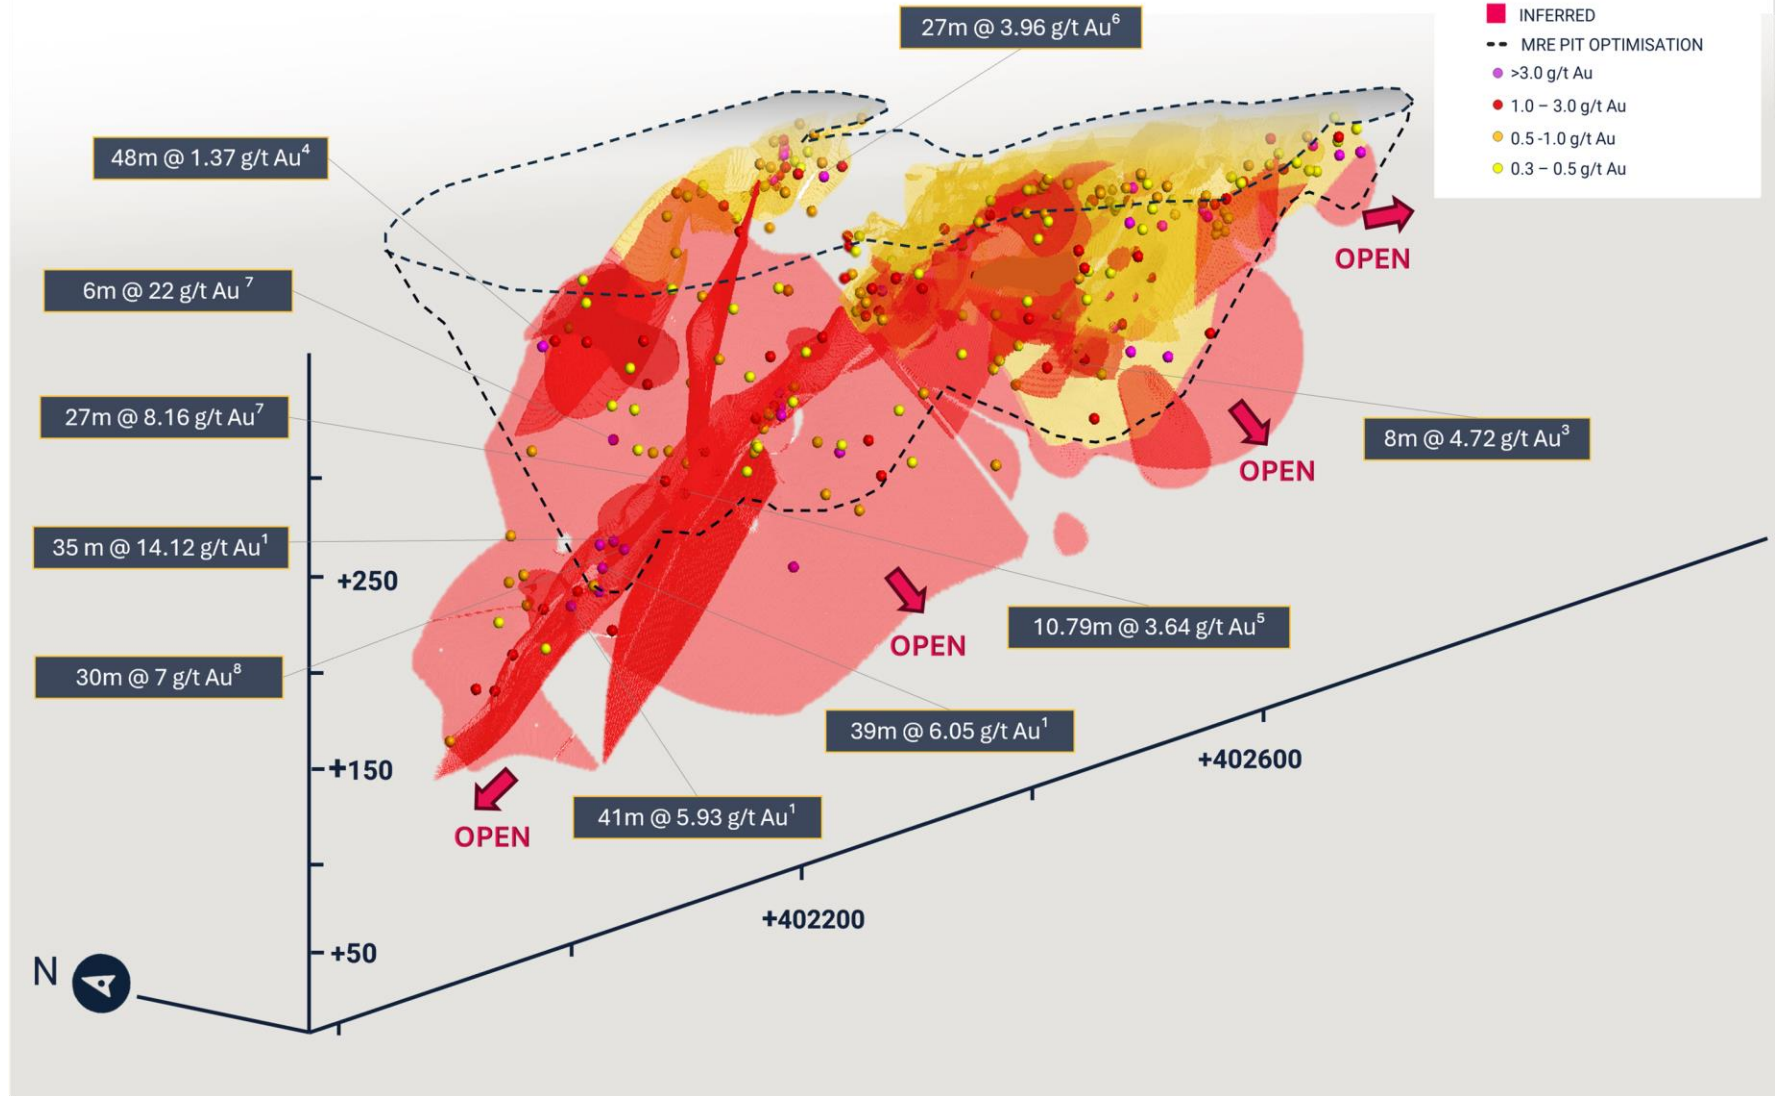 27m @ 3.96 g/t Au⁶
INFERRED
MRE PIT OPTIMISATION
>3.0 g/t Au
1.0 – 3.0 g/t Au
0.5 -1.0 g/t Au
0.3 – 0.5 g/t Au
48m @ 1.37 g/t Au⁴
OPEN
6m @ 22 g/t Au ⁷
27m @ 8.16 g/t Au⁷
8m @ 4.72 g/t Au³
OPEN
35 m @ 14.12 g/t Au¹
+250
10.79m @ 3.64 g/t Au⁵
OPEN
30m @ 7 g/t Au⁸
39m @ 6.05 g/t Au¹
+402600
+150
41m @ 5.93 g/t Au¹
OPEN
+402200
+50
N